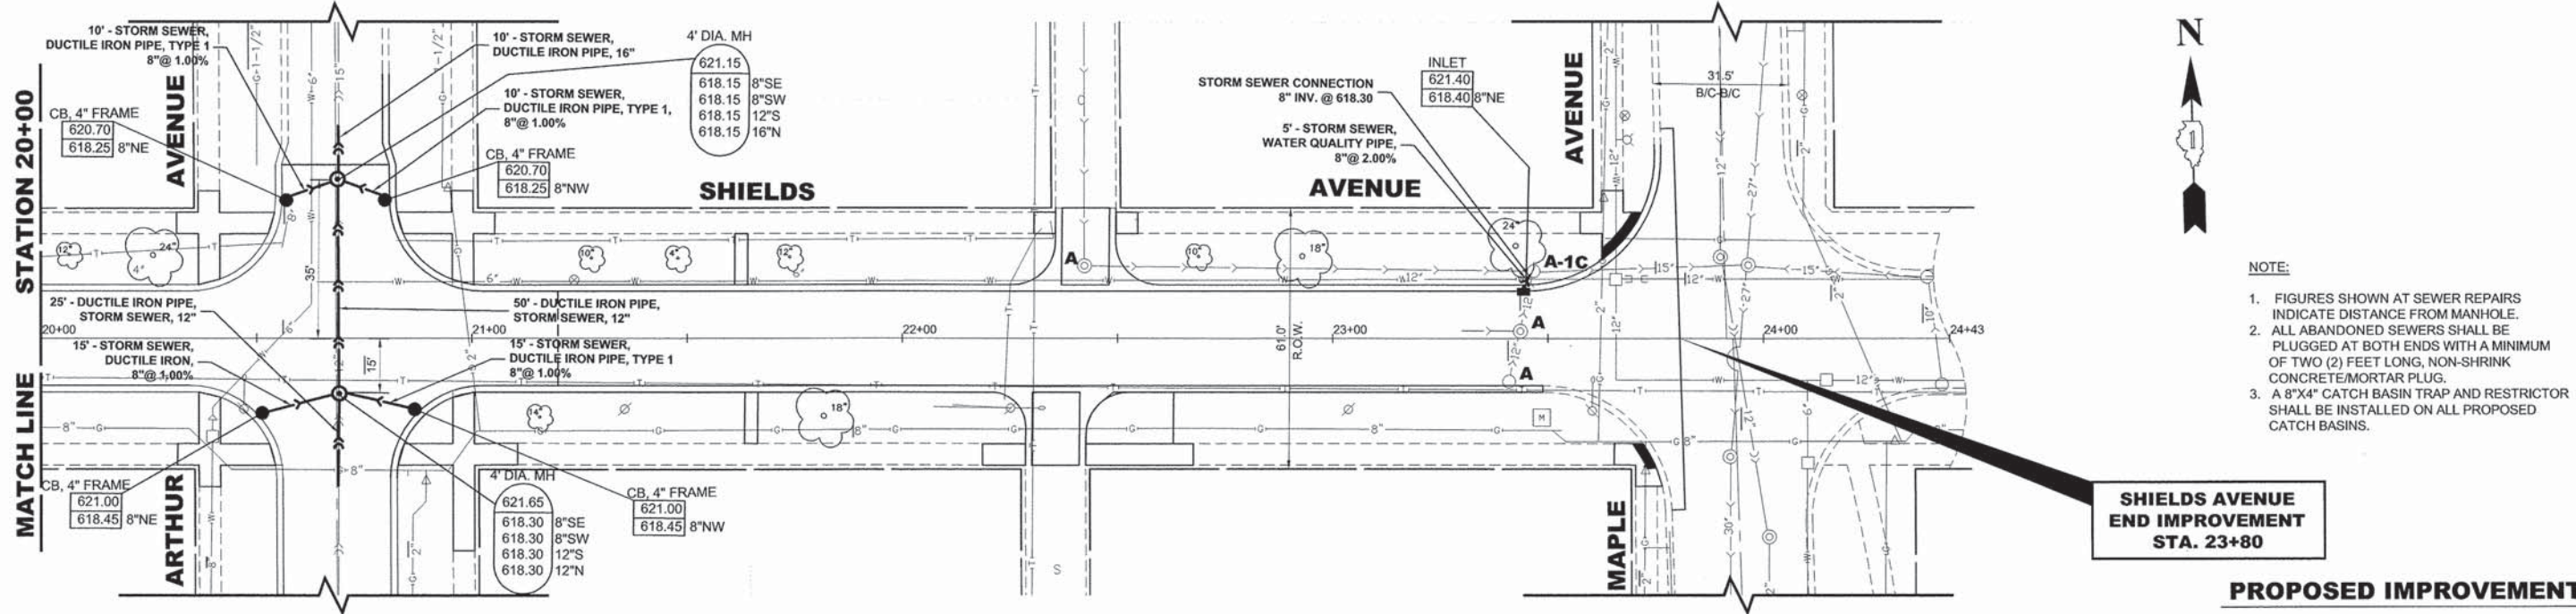 10' - STORM SEWER,
DUCTILE IRON PIPE, TYPE 1
8"@ 1.00%
10' - STORM SEWER,
DUCTILE IRON PIPE, 16"
4' DIA. MH
621.15
618.15 8"SE
618.15 8"SW
618.15 12"S
618.15 16"N
10' - STORM SEWER,
DUCTILE IRON PIPE, TYPE 1,
8"@ 1.00%
CB, 4" FRAME
620.70
618.25 8"NE
CB, 4" FRAME
620.70
618.25 8"NW
AVENUE
STATION 20+00
MATCH LINE
SHIELDS
AVENUE
STORM SEWER CONNECTION
8" INV. @ 618.30
INLET
621.40
618.40 8"NE
5' - STORM SEWER,
WATER QUALITY PIPE,
8"@ 2.00%
AVENUE
31.5'
B/C-B/C
N
12"
24"
4"
10"
4"
12"
6"
10"
18"
24"
A
A-1C
A
A
35'
15'
25' - DUCTILE IRON PIPE,
STORM SEWER, 12"
50' - DUCTILE IRON PIPE,
STORM SEWER, 12"
20+00
21+00
22+00
23+00
24+00
24+43
61.0'
R.O.W.
15' - STORM SEWER,
DUCTILE IRON,
8"@ 1.00%
15' - STORM SEWER,
DUCTILE IRON PIPE, TYPE 1
8"@ 1.00%
14"
18"
M
CB, 4" FRAME
621.00
618.45 8"NE
ARTHUR
4' DIA. MH
621.65
618.30 8"SE
618.30 8"SW
618.30 12"S
618.30 12"N
CB, 4" FRAME
621.00
618.45 8"NW
S
MAPLE
NOTE:
1. FIGURES SHOWN AT SEWER REPAIRS
INDICATE DISTANCE FROM MANHOLE.
2. ALL ABANDONED SEWERS SHALL BE
PLUGGED AT BOTH ENDS WITH A MINIMUM
OF TWO (2) FEET LONG, NON-SHRINK
CONCRETE/MORTAR PLUG.
3. A 8"X4" CATCH BASIN TRAP AND RESTRICTOR
SHALL BE INSTALLED ON ALL PROPOSED
CATCH BASINS.
SHIELDS AVENUE
END IMPROVEMENT
STA. 23+80
PROPOSED IMPROVEMENT